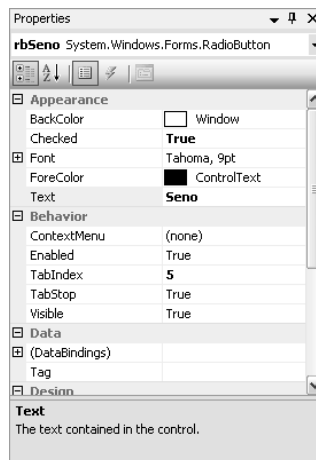 Properties
rbSeno System.Windows.Forms.RadioButton
Appearance
BackColor Window
Checked True
Font Tahoma, 9pt
ForeColor ControlText
Text Seno
Behavior
ContextMenu (none)
Enabled True
TabIndex 5
TabStop True
Visible True
Data
(DataBindings)
Tag
Design
Text
The text contained in the control.